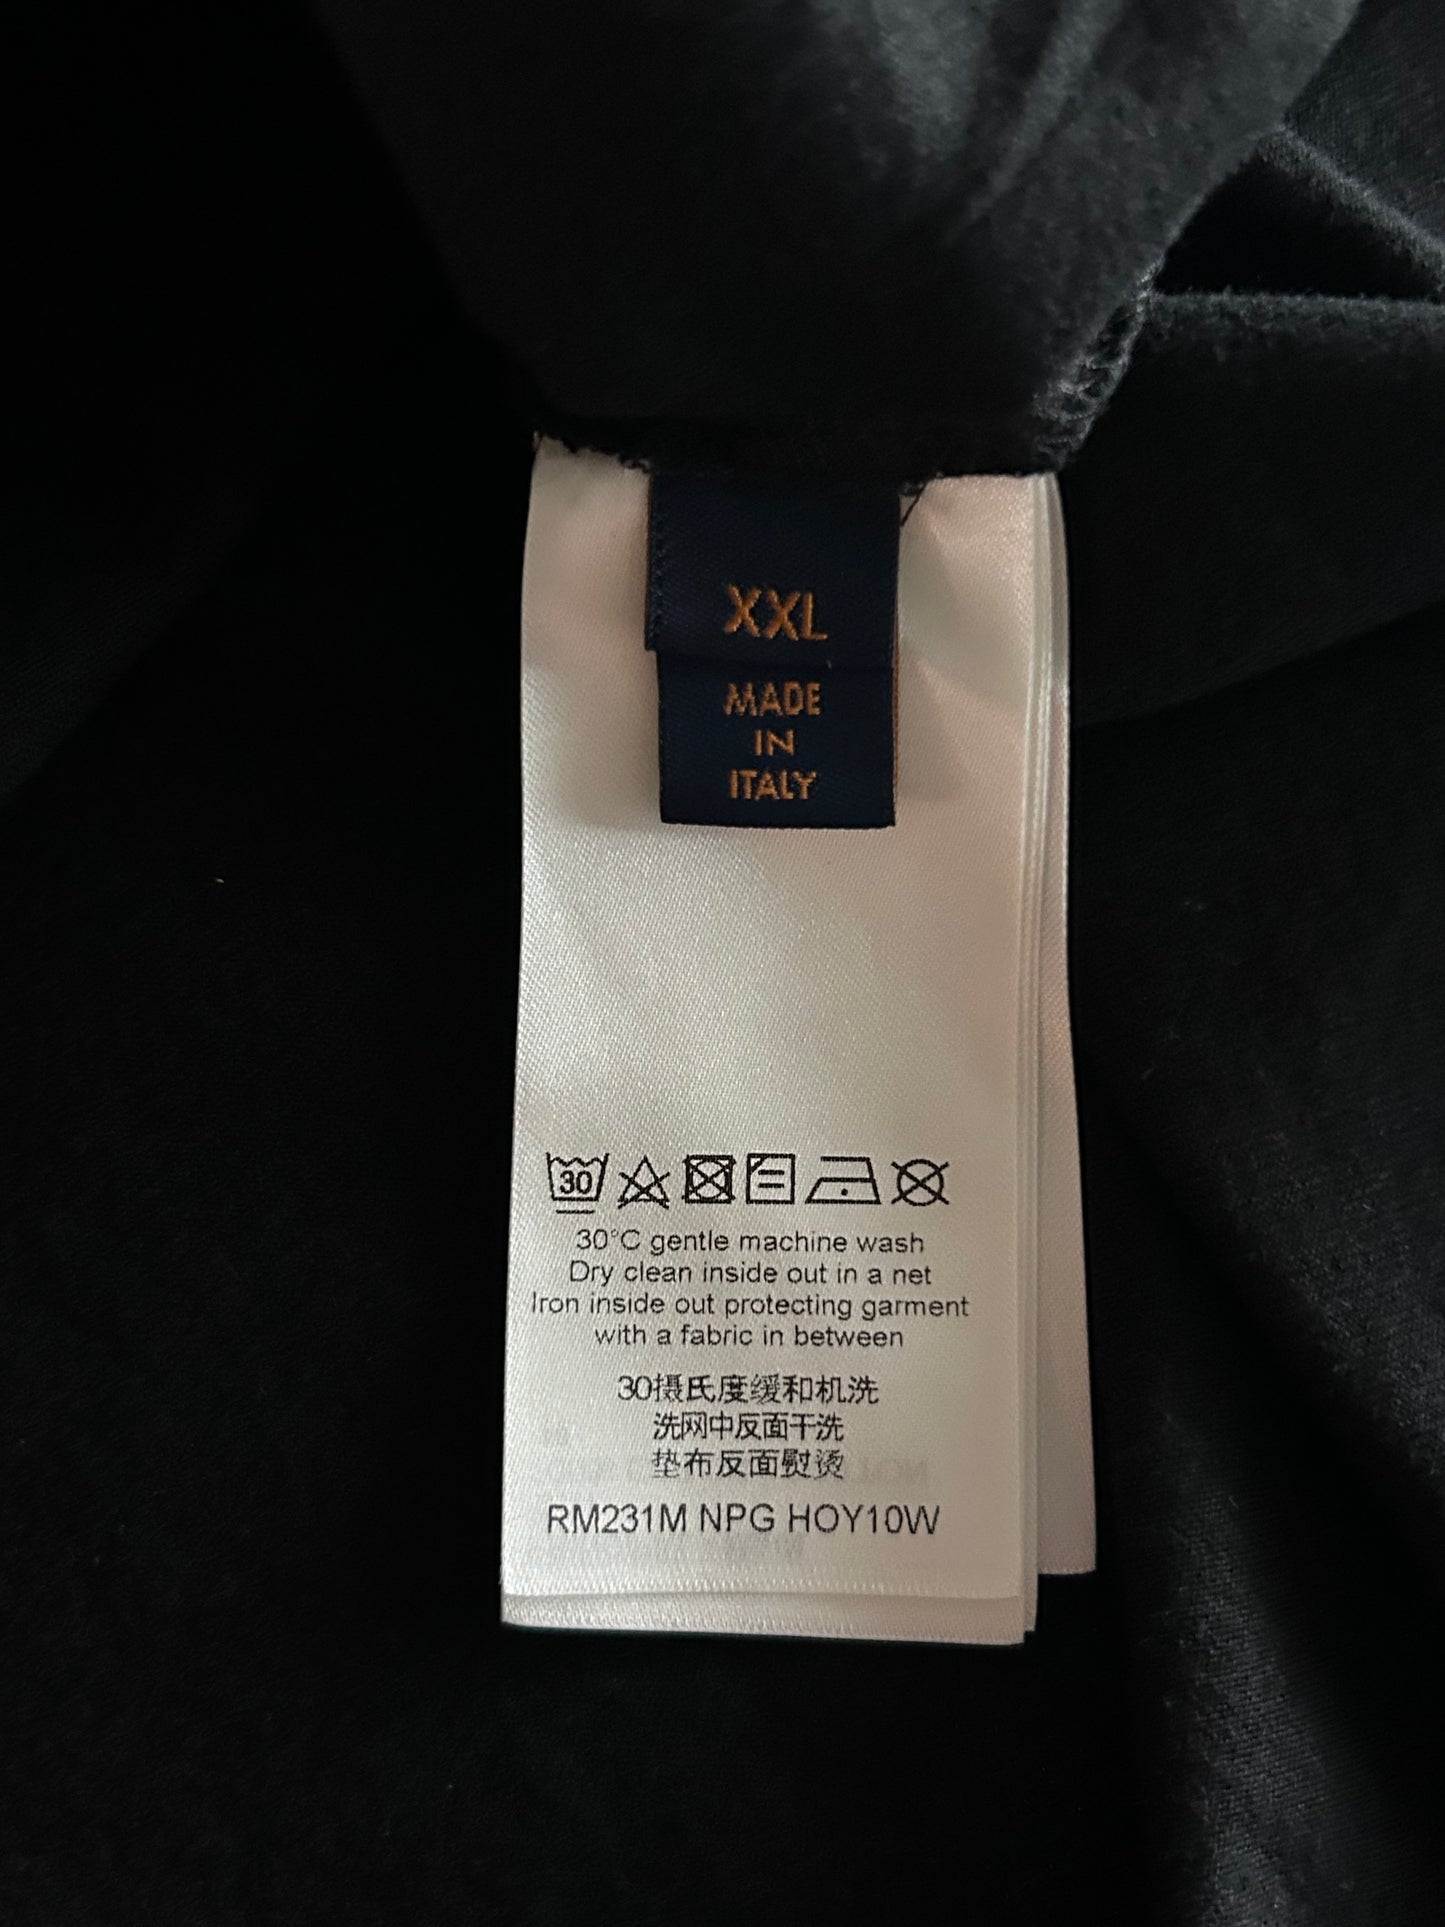 XXL
MADE
IN
ITALY
30
30°C gentle machine wash
Dry clean inside out in a net
Iron inside out protecting garment
with a fabric in between
30摄氏度缓和机洗
洗网中反面干洗
垫布反面熨烫
RM231M NPG HOY10W